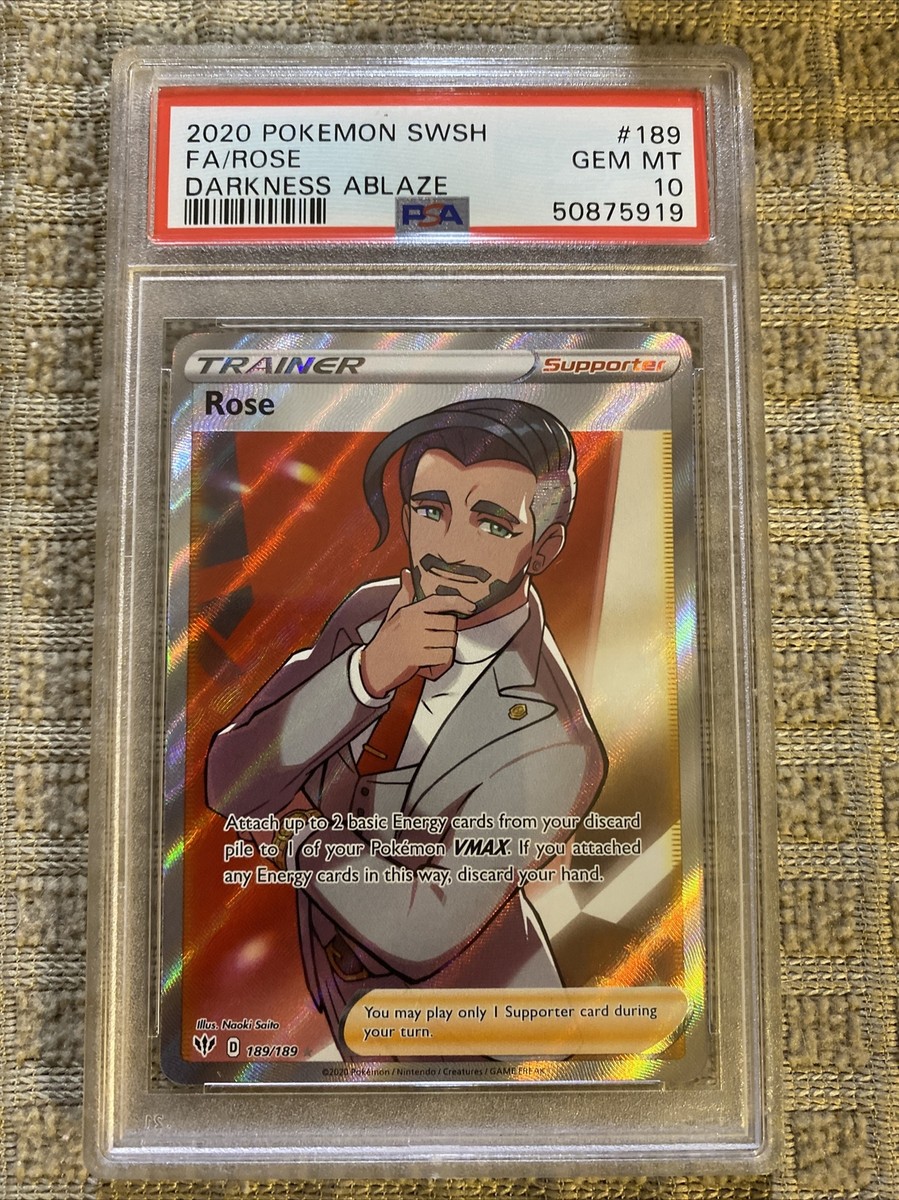 2020 POKEMON SWSH #189
FA/ROSE GEM MT
DARKNESS ABLAZE 10
PSA 50875919
TRAINER Supporter
Rose
Attach up to 2 basic Energy cards from your discard
pile to 1 of your Pokémon VMAX. If you attached
any Energy cards in this way, discard your hand.
You may play only 1 Supporter card during
your turn.
Illus. Naoki Saito
D 189/189
©2020 Pokémon / Nintendo / Creatures / GAME FREAK